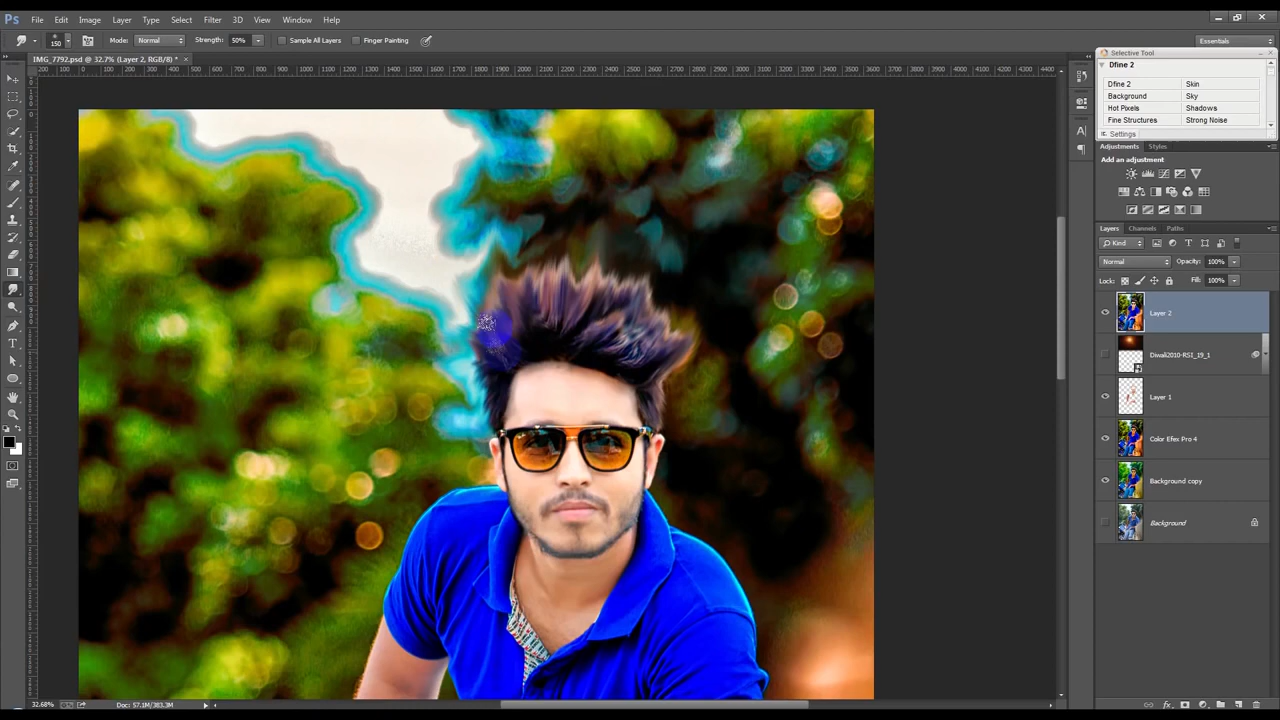 Ps File Edit Image Layer Type Select Filter 3D View Window Help
150 Mode: Normal Strength: 50% Sample All Layers Finger Painting Essentials
IMG_7792.psd @ 32.7% (Layer 2, RGB/8) * ×
Selective Tool
Dfine 2
Dfine 2 Skin
Background Sky
Hot Pixels Shadows
Fine Structures Strong Noise
Settings
Adjustments Styles
Add an adjustment
Layers Channels Paths
Kind
Normal Opacity: 100%
Lock: Fill: 100%
Layer 2
Diwali2010-RSI_19_1
Layer 1
Color Efex Pro 4
Background copy
Background
32.68% Doc: 57.1M/383.3M